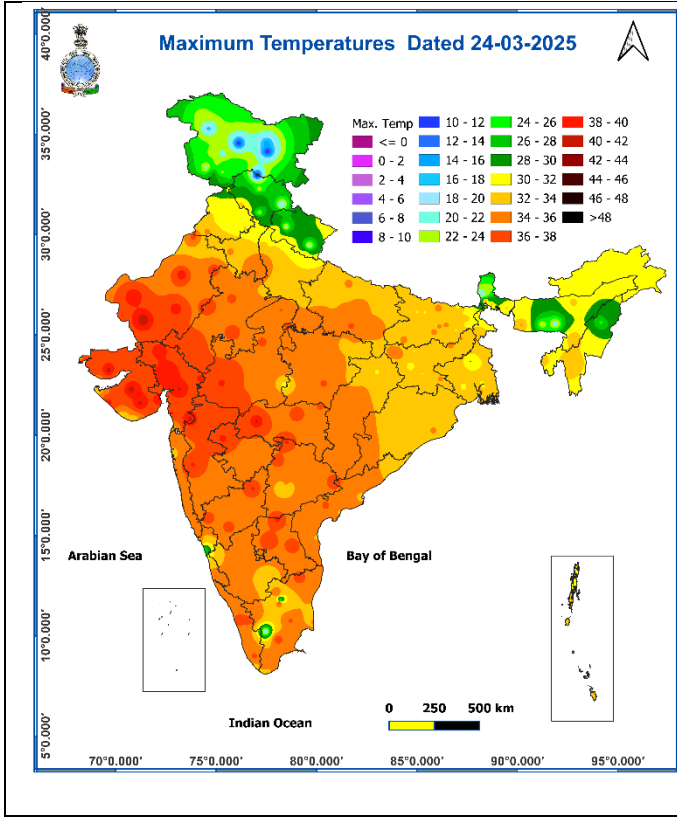 Maximum Temperatures Dated 24-03-2025
Max. Temp
<= 0
0 - 2
2 - 4
4 - 6
6 - 8
8 - 10
10 - 12
12 - 14
14 - 16
16 - 18
18 - 20
20 - 22
22 - 24
24 - 26
26 - 28
28 - 30
30 - 32
32 - 34
34 - 36
36 - 38
38 - 40
40 - 42
42 - 44
44 - 46
46 - 48
>48
40°0.000'
35°0.000'
30°0.000'
25°0.000'
20°0.000'
15°0.000'
10°0.000'
5°0.000'
Arabian Sea
Bay of Bengal
Indian Ocean
0 250 500 km
70°0.000' 75°0.000' 80°0.000' 85°0.000' 90°0.000' 95°0.000'